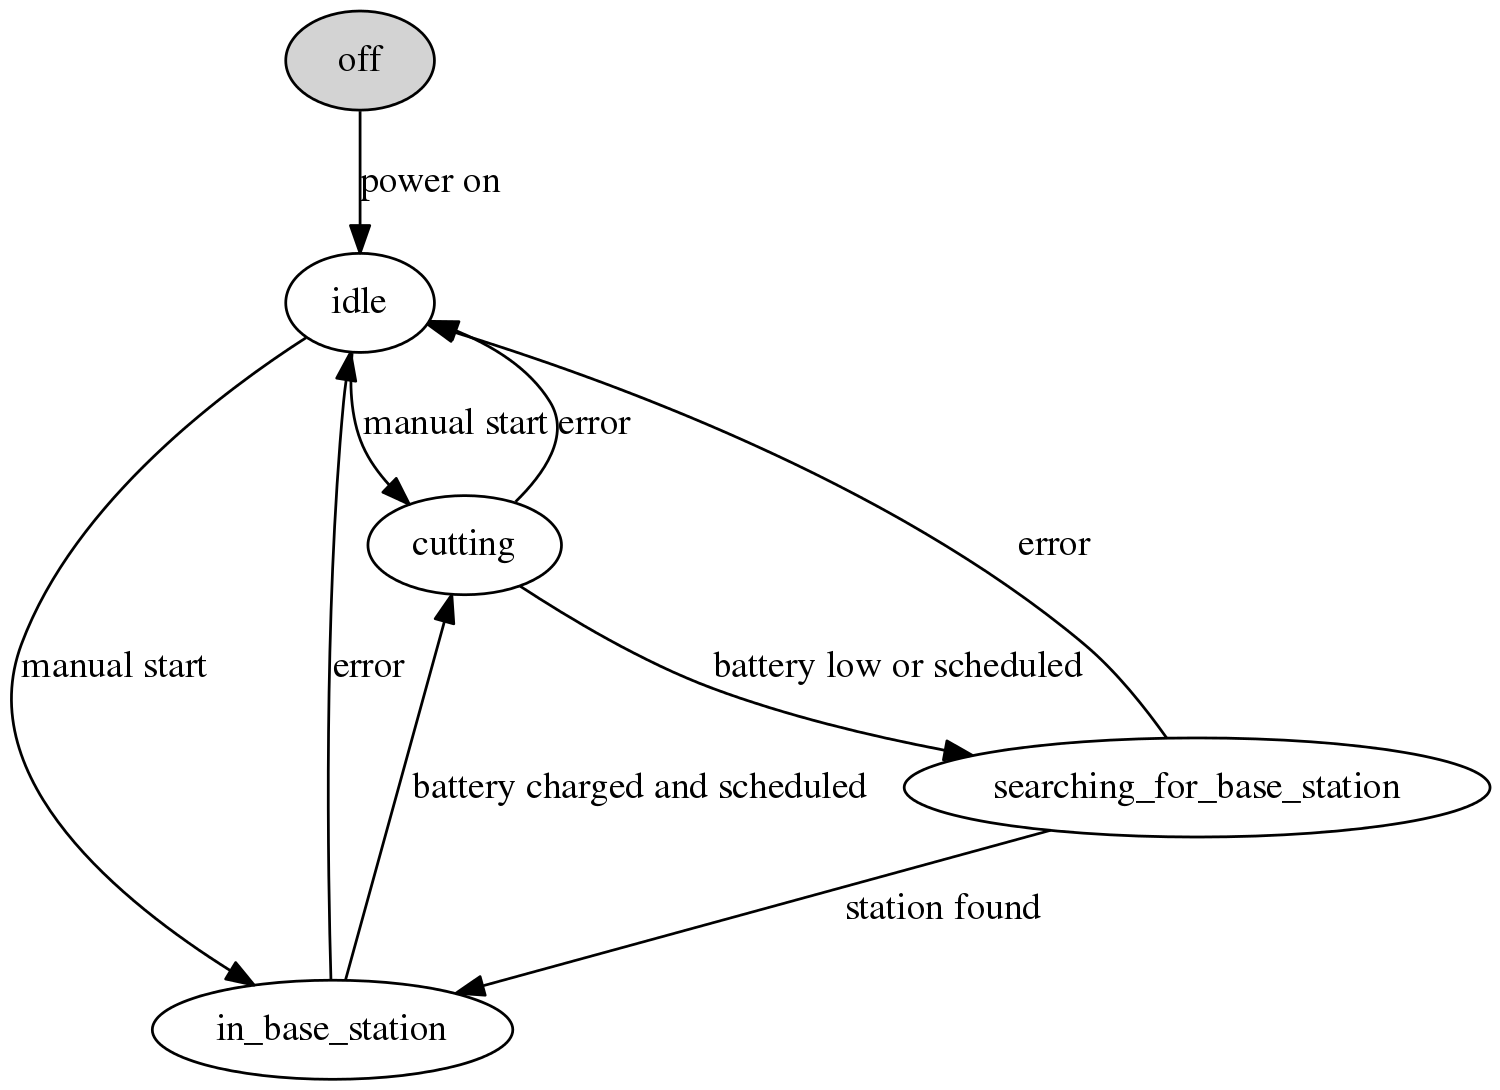 off
power on
idle
manual start
error
cutting
error
manual start
error
battery low or scheduled
battery charged and scheduled
searching_for_base_station
station found
in_base_station